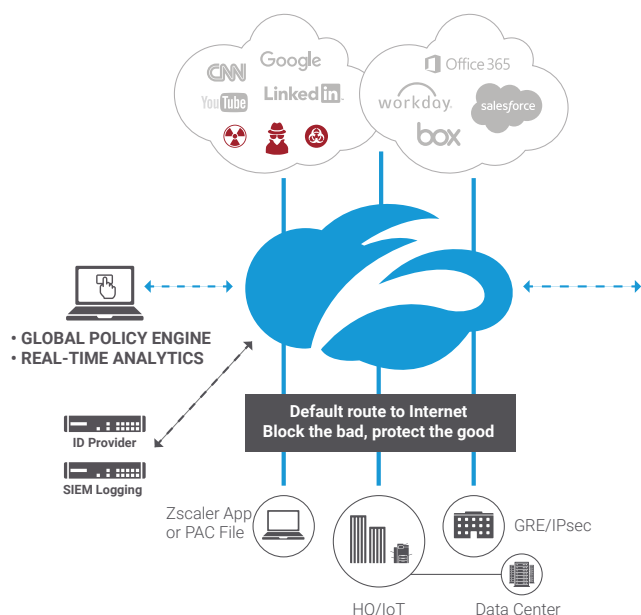 CNN
Google
YouTube
Linked in
Office 365
workday.
salesforce
box
• GLOBAL POLICY ENGINE
• REAL-TIME ANALYTICS
Default route to Internet
Block the bad, protect the good
ID Provider
SIEM Logging
Zscaler App
or PAC File
GRE/IPsec
HQ/IoT
Data Center